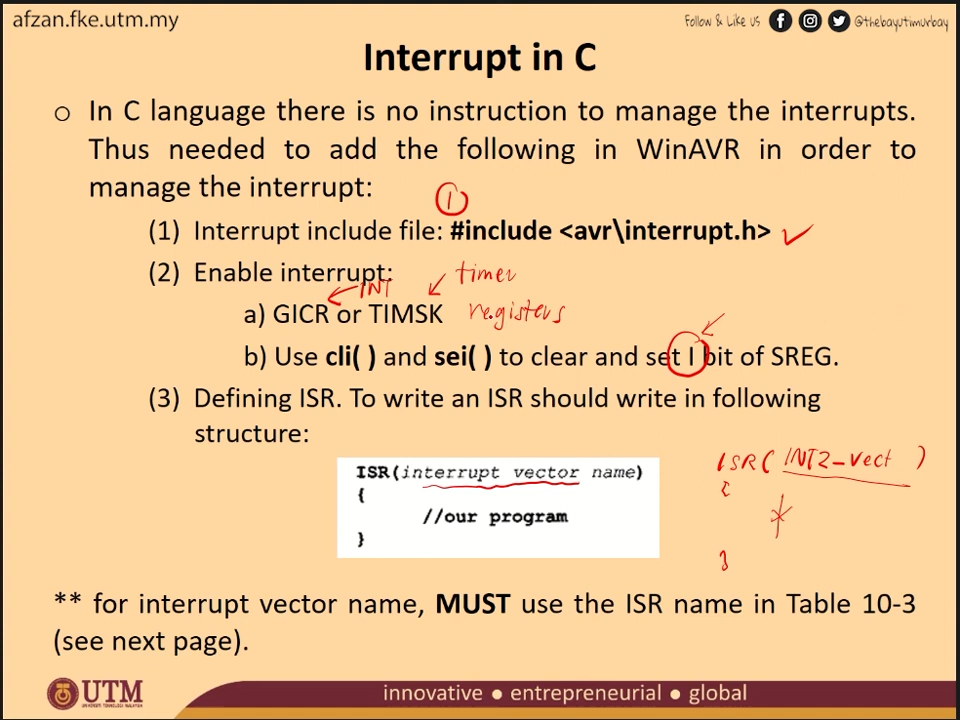 afzan.fke.utm.my
Follow & Like Us @thebayutimurbay
Interrupt in C
o In C language there is no instruction to manage the interrupts.
Thus needed to add the following in WinAVR in order to
manage the interrupt:
1
(1) Interrupt include file: #include <avr\interrupt.h> ✓
(2) Enable interrupt:
timer
INT
a) GICR or TIMSK
registers
b) Use cli( ) and sei( ) to clear and set I bit of SREG.
(3) Defining ISR. To write an ISR should write in following
structure:
ISR(interrupt vector name)
{
//our program
}
ISR( INT2_vect )
{
*
}
** for interrupt vector name, MUST use the ISR name in Table 10-3
(see next page).
UTM
UNIVERSITI TEKNOLOGI MALAYSIA
innovative ● entrepreneurial ● global